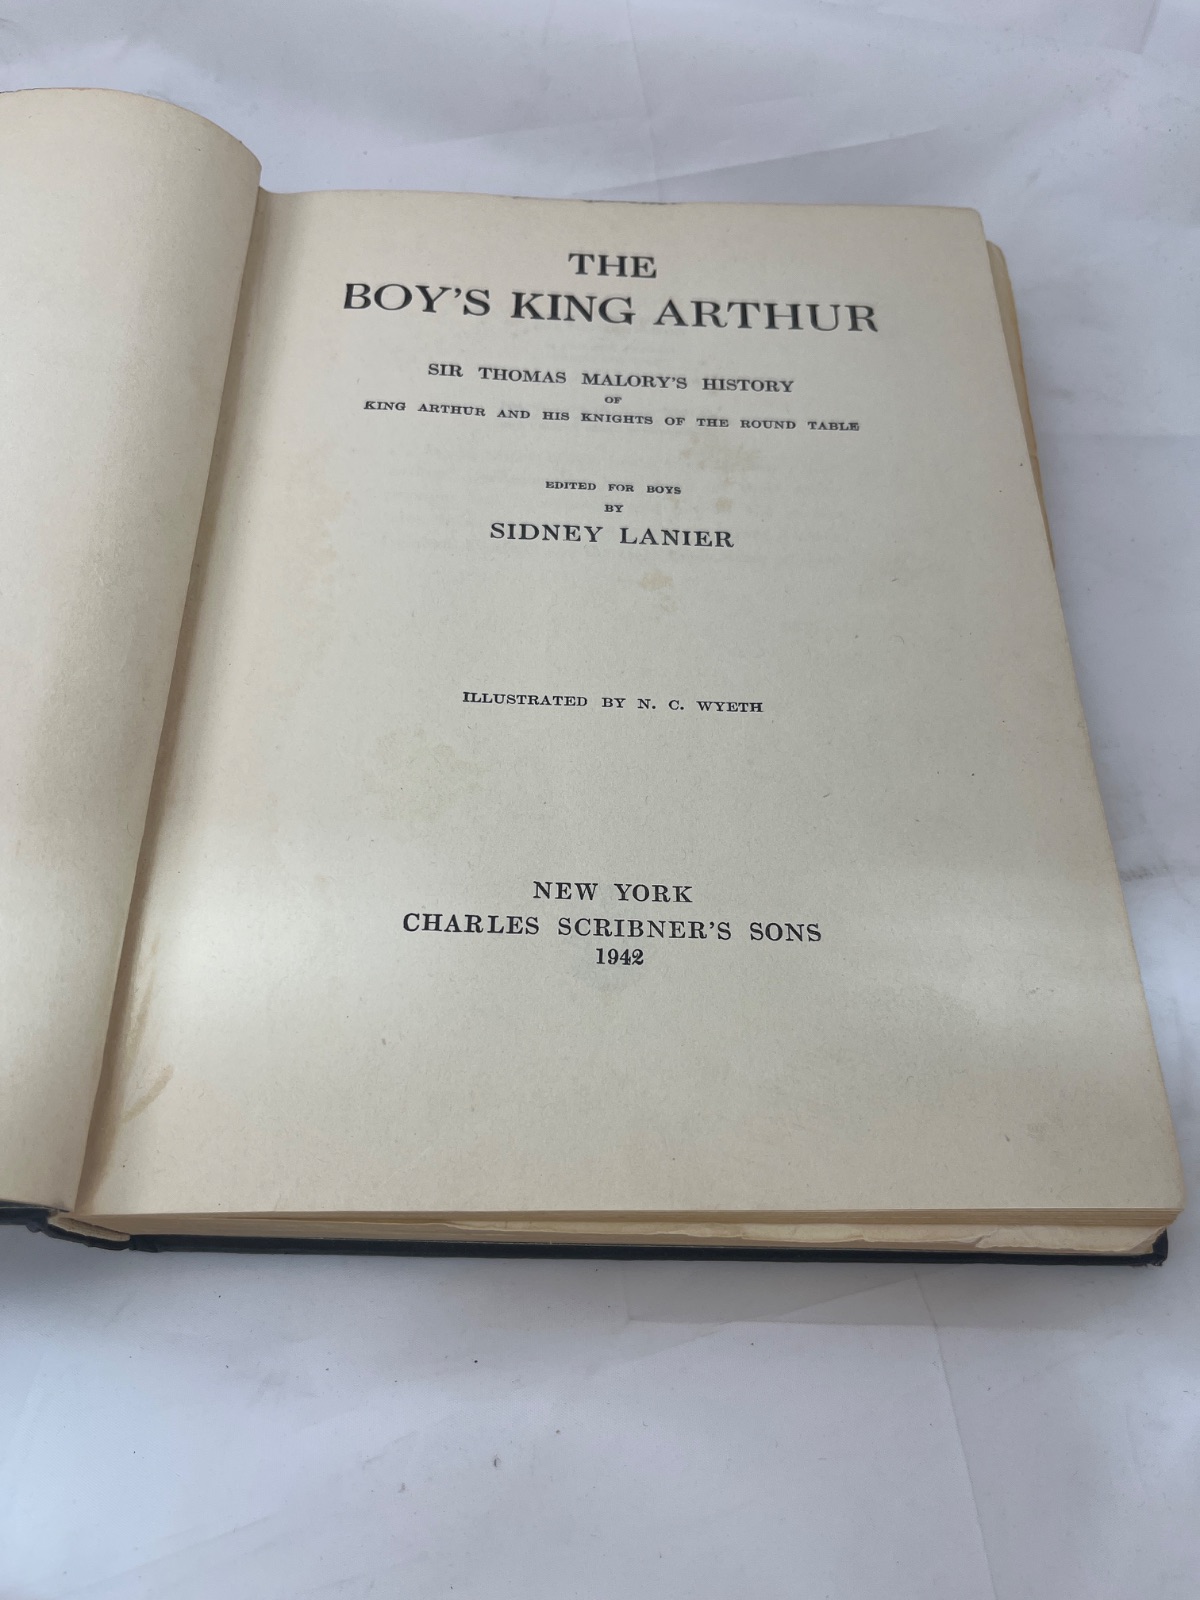 THE
BOY'S KING ARTHUR
SIR THOMAS MALORY'S HISTORY
OF
KING ARTHUR AND HIS KNIGHTS OF THE ROUND TABLE
EDITED FOR BOYS
BY
SIDNEY LANIER
ILLUSTRATED BY N. C. WYETH
NEW YORK
CHARLES SCRIBNER'S SONS
1942